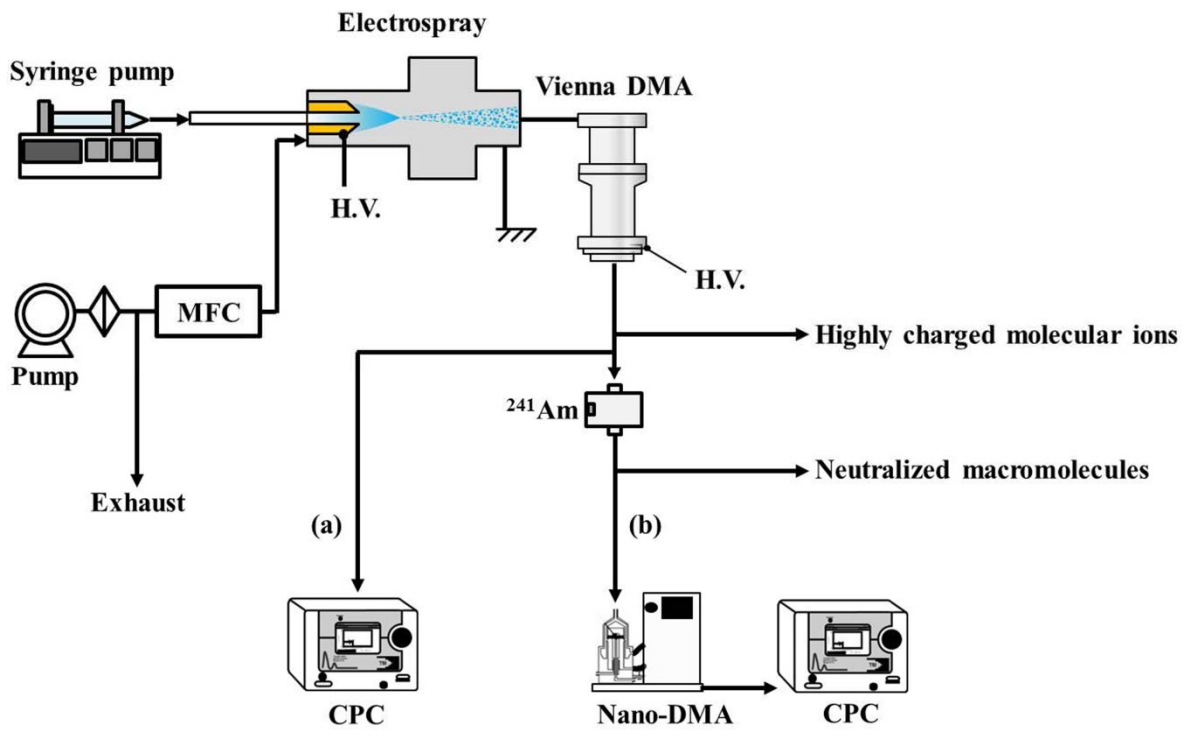 Electrospray
Syringe pump
Vienna DMA
H.V.
H.V.
MFC
Pump
Highly charged molecular ions
²⁴¹Am
Neutralized macromolecules
Exhaust
(a)
(b)
CPC
Nano-DMA
CPC